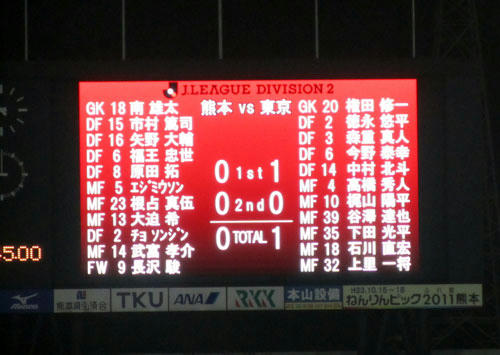 J.LEAGUE DIVISION 2
GK 18 南 雄太 熊本 vs 東京 GK 20 権田 修一
DF 15 市村 篤司 DF 2 徳永 悠平
DF 16 矢野 大輔 DF 3 森重 真人
DF 6 福王 忠世 0 1st 1 DF 6 今野 泰幸
DF 8 原田 拓 DF 14 中村 北斗
MF 5 エジミウソン 0 2nd 0 MF 4 高橋 秀人
MF 23 根占 真伍 MF 10 梶山 陽平
MF 13 大迫 希 MF 39 谷澤 達也
DF 2 チョ ソンジン 0 TOTAL 1 MF 35 下田 光平
MF 14 武富 孝介 MF 18 石川 直宏
FW 9 長沢 駿 MF 32 上里 一将
5.00
MIZUNO TKU ANA RKK 本山設備 H23.10.15~18
ねんりんピック2011熊本